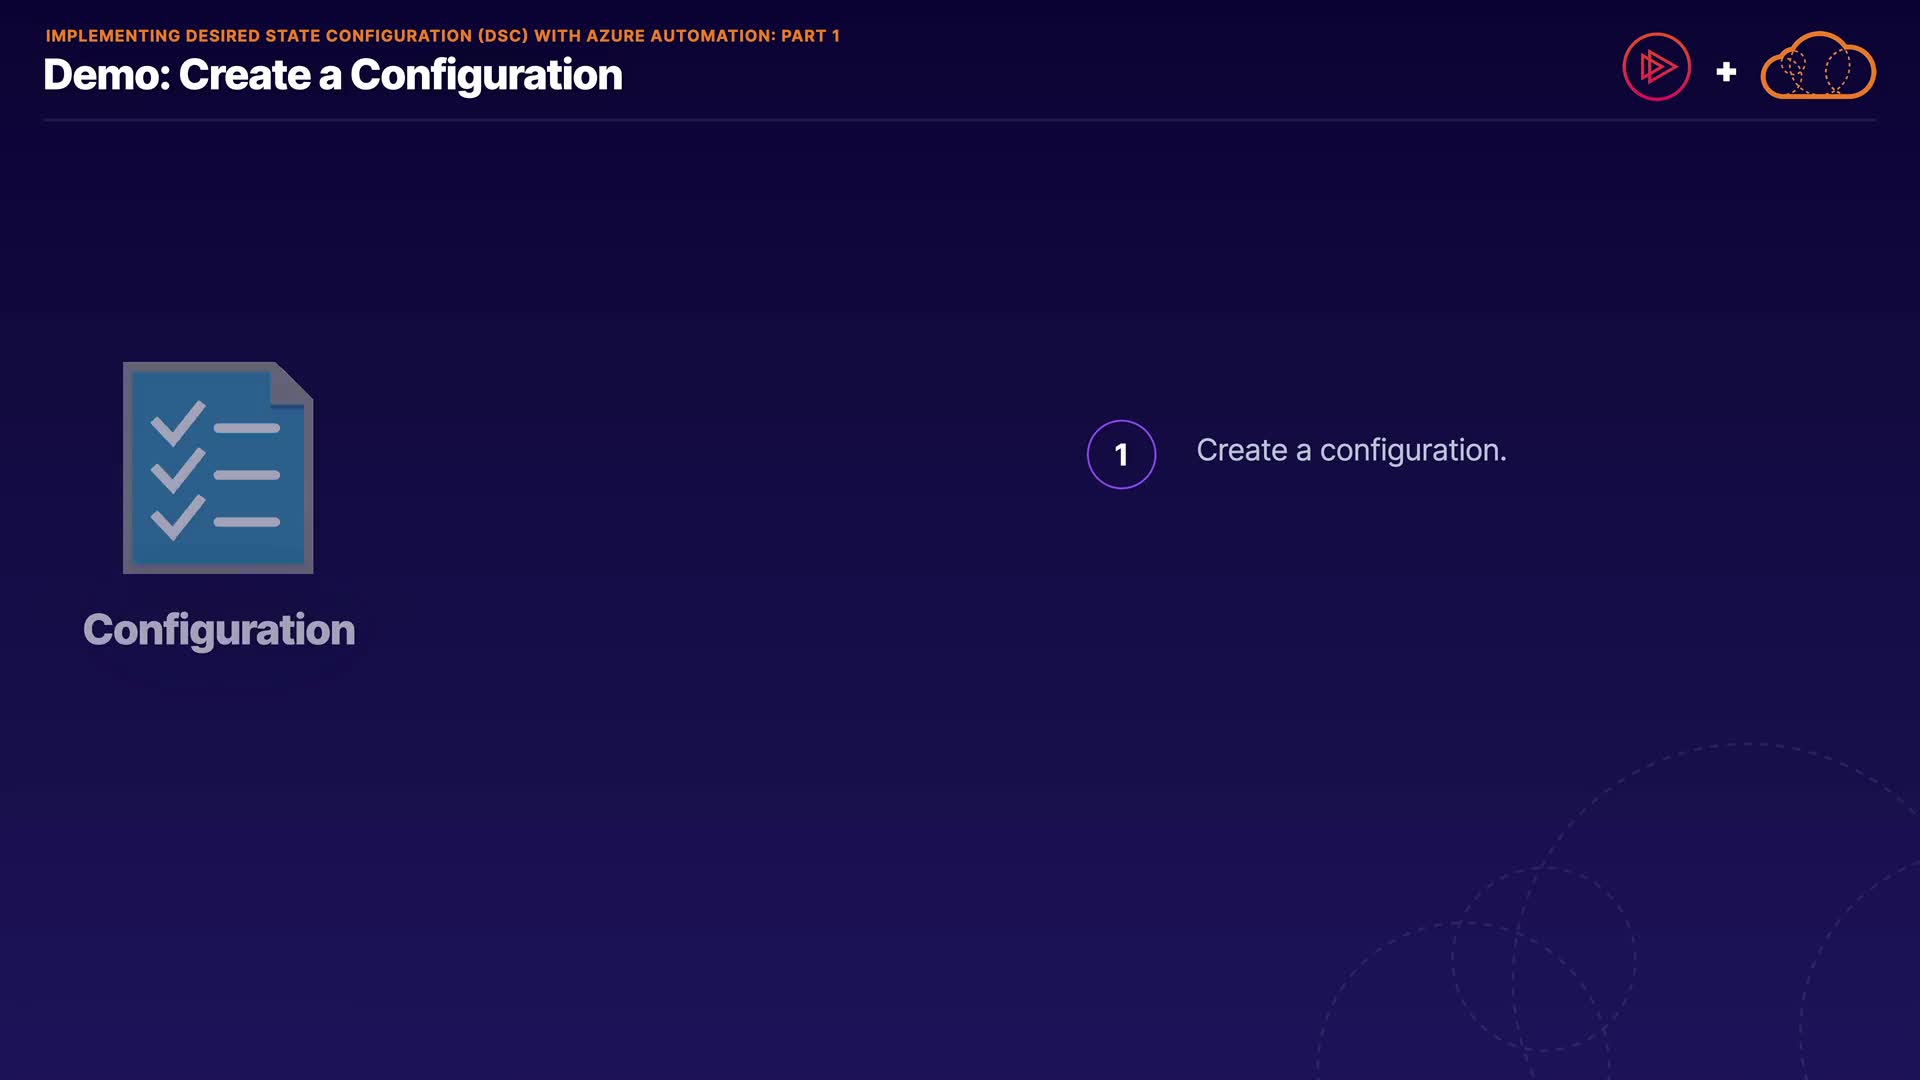 IMPLEMENTING DESIRED STATE CONFIGURATION (DSC) WITH AZURE AUTOMATION: PART 1
Demo: Create a Configuration
+
1 Create a configuration.
Configuration